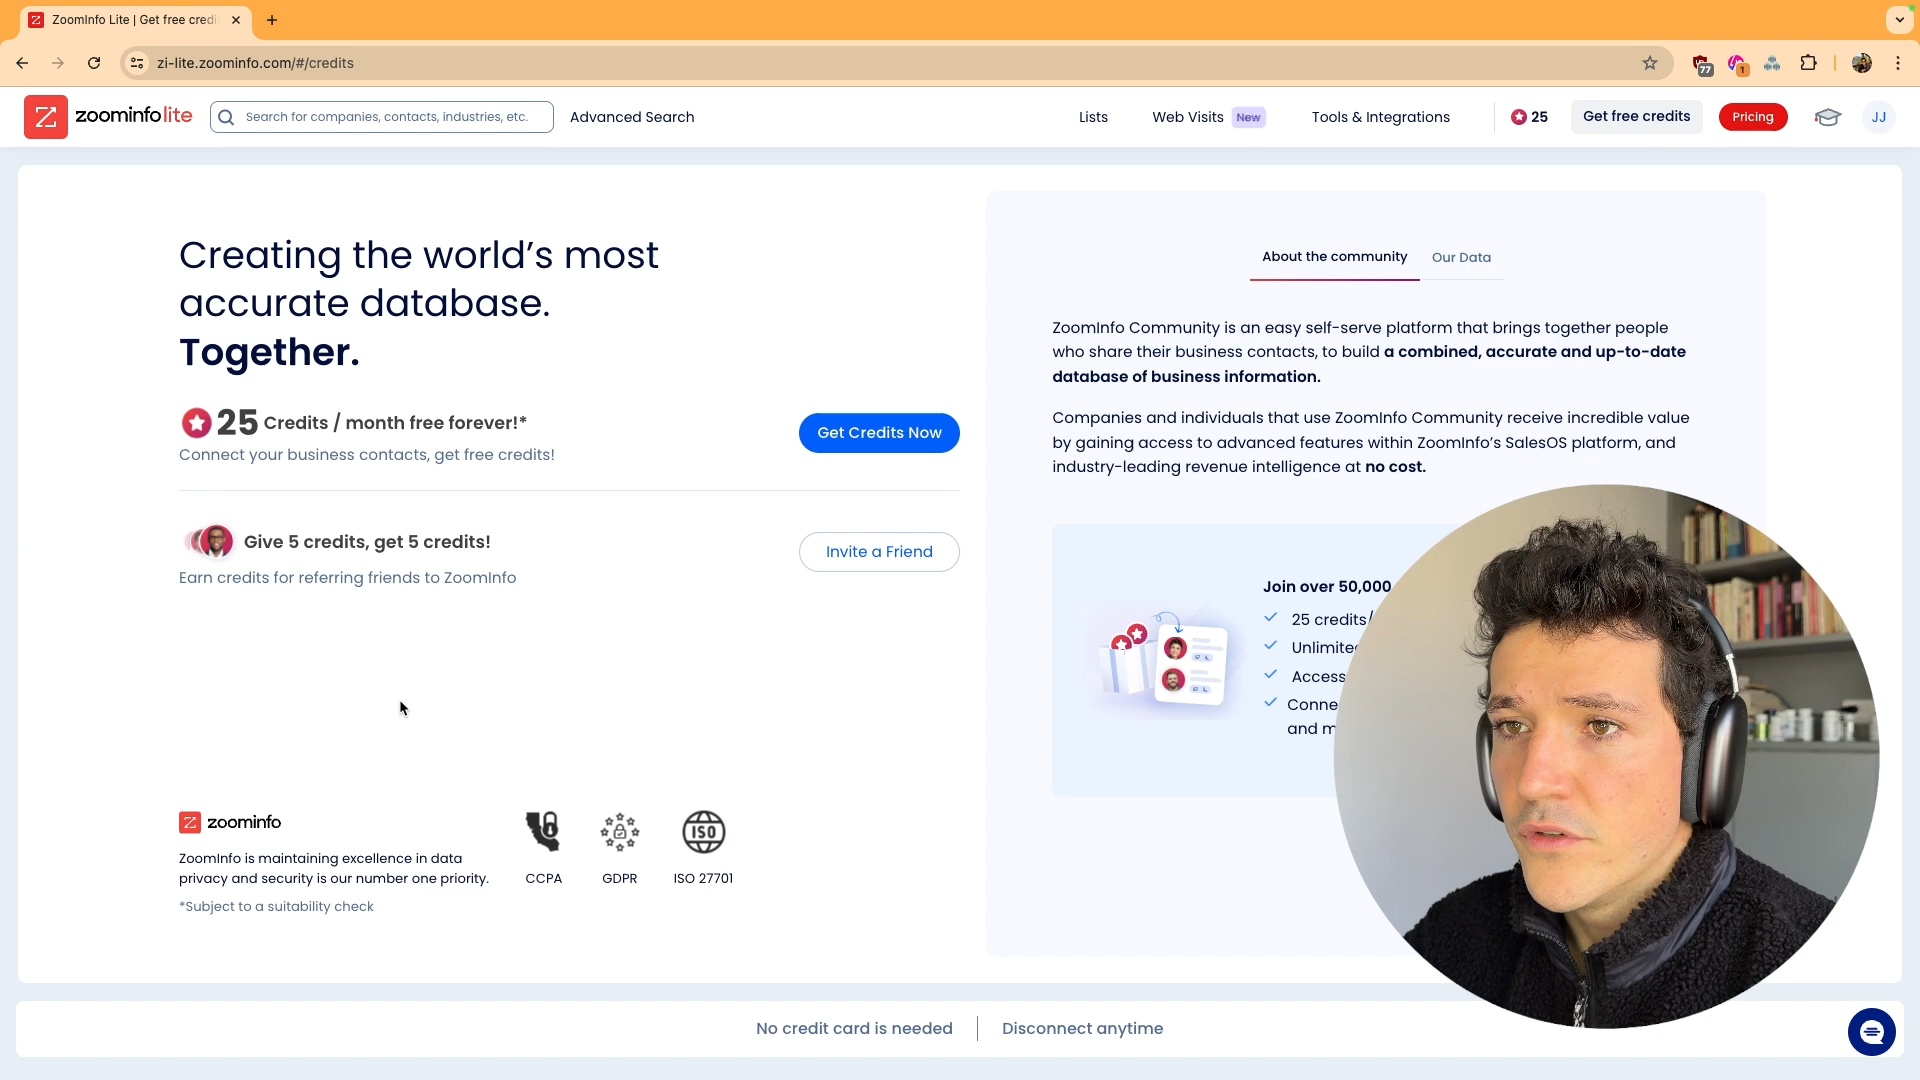 ZoomInfo Lite | Get free credi
zi-lite.zoominfo.com/#/credits
77
1
zoominfolite
Search for companies, contacts, industries, etc.
Advanced Search
Lists
Web Visits New
Tools & Integrations
25
Get free credits
Pricing
JJ
Creating the world’s most
accurate database.
Together.
25 Credits / month free forever!*
Connect your business contacts, get free credits!
Get Credits Now
Give 5 credits, get 5 credits!
Earn credits for referring friends to ZoomInfo
Invite a Friend
zoominfo
ZoomInfo is maintaining excellence in data
privacy and security is our number one priority.
*Subject to a suitability check
CCPA
GDPR
ISO
ISO 27701
About the community
Our Data
ZoomInfo Community is an easy self-serve platform that brings together people
who share their business contacts, to build a combined, accurate and up-to-date
database of business information.
Companies and individuals that use ZoomInfo Community receive incredible value
by gaining access to advanced features within ZoomInfo’s SalesOS platform, and
industry-leading revenue intelligence at no cost.
Join over 50,000
25 credits/
Unlimited
Access
Conne
and m
No credit card is needed
Disconnect anytime